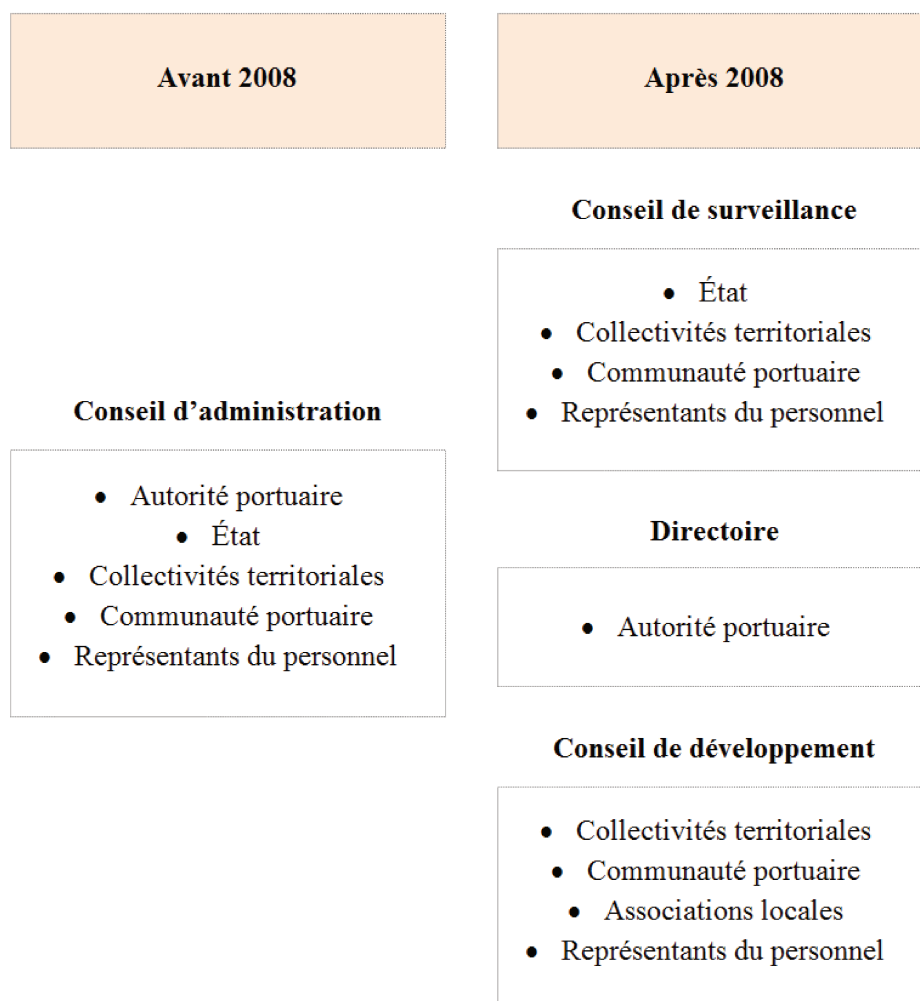 Avant 2008
Conseil d’administration
• Autorité portuaire
• État
• Collectivités territoriales
• Communauté portuaire
• Représentants du personnel
Après 2008
Conseil de surveillance
• État
• Collectivités territoriales
• Communauté portuaire
• Représentants du personnel
Directoire
• Autorité portuaire
Conseil de développement
• Collectivités territoriales
• Communauté portuaire
• Associations locales
• Représentants du personnel